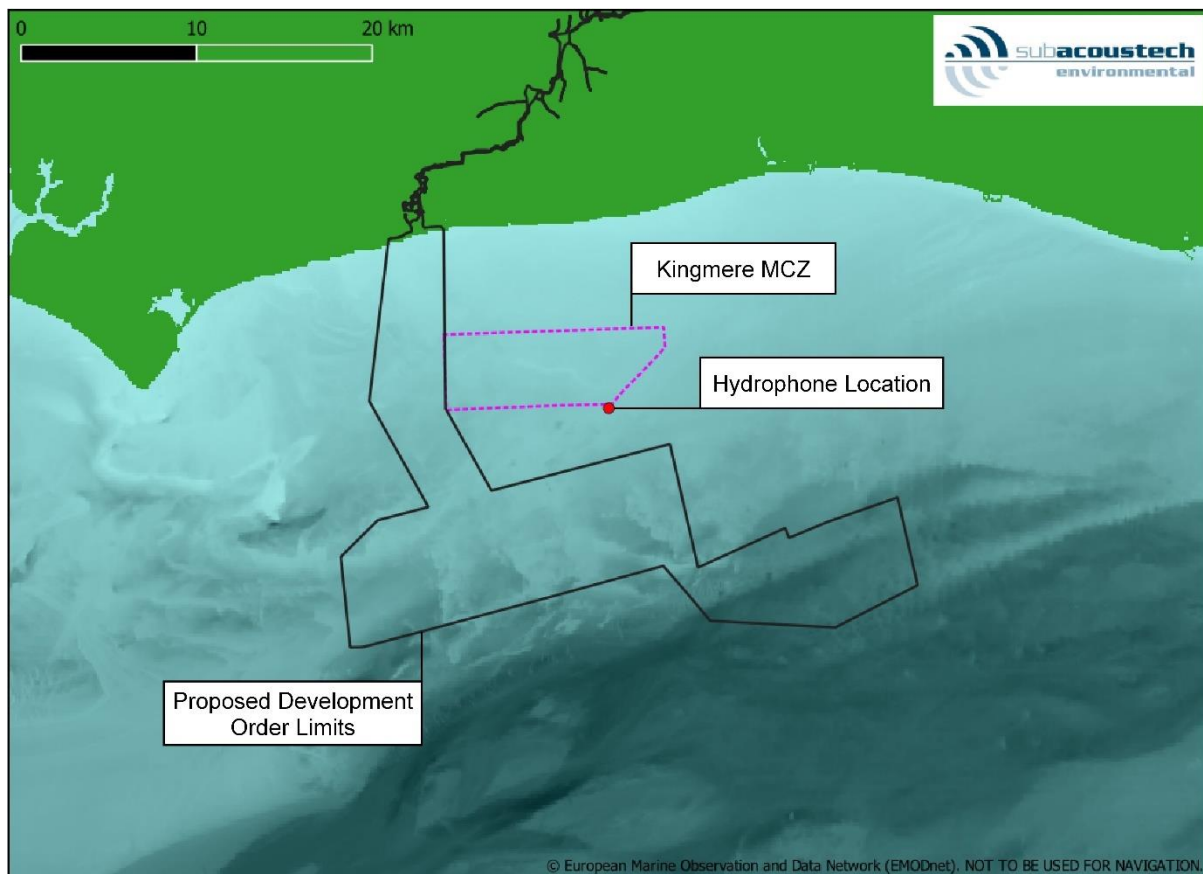 0 10 20 km
subacoustech
environmental
Kingmere MCZ
Hydrophone Location
Proposed Development
Order Limits
© European Marine Observation and Data Network (EMODnet). NOT TO BE USED FOR NAVIGATION.